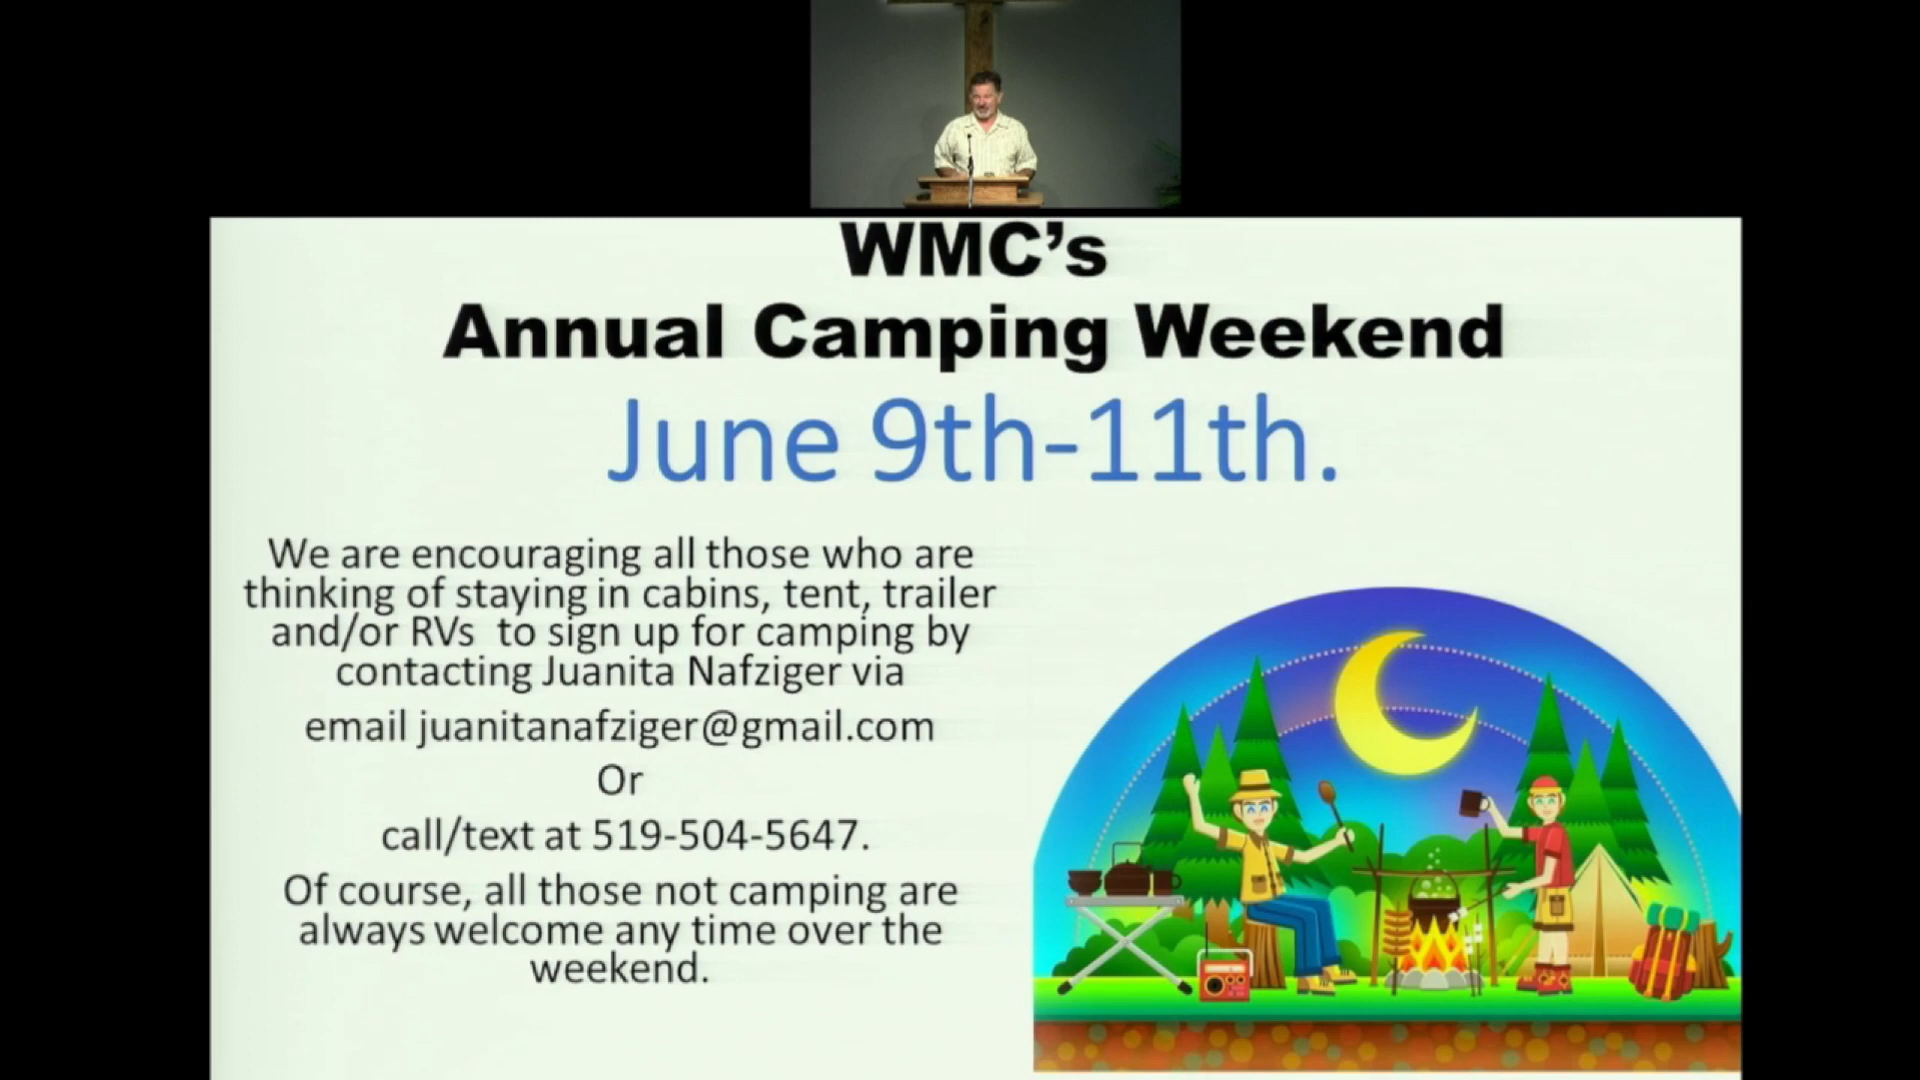 WMC’s
Annual Camping Weekend
June 9th-11th.
We are encouraging all those who are
thinking of staying in cabins, tent, trailer
and/or RVs  to sign up for camping by
contacting Juanita Nafziger via
email juanitanafziger@gmail.com
Or
call/text at 519-504-5647.
Of course, all those not camping are
always welcome any time over the
weekend.